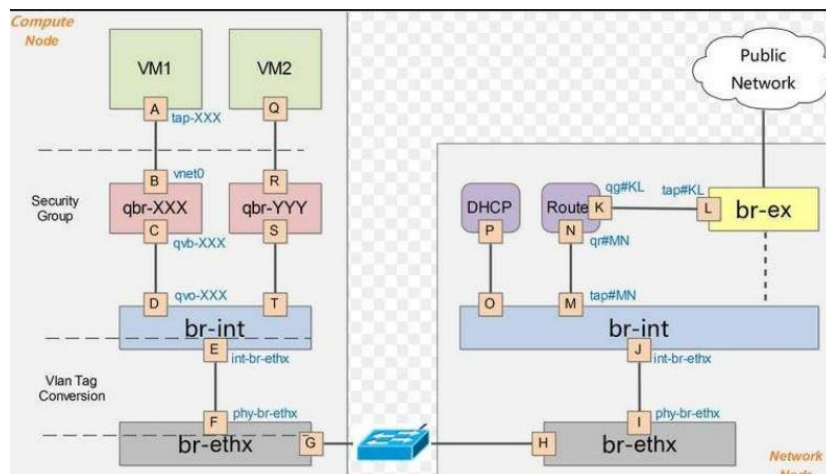 Compute
Node
VM1
VM2
Public
Network
A
Q
tap-XXX
B
vnet0
R
Security
Group
qbr-XXX
qbr-YYY
C
qvb-XXX
S
DHCP
Route
qg#KL
tap#KL
K
L
br-ex
P
N
qr#MN
D
qvo-XXX
T
O
M
tap#MN
br-int
br-int
E
int-br-ethx
J
int-br-ethx
Vlan Tag
Conversion
F
phy-br-ethx
I
phy-br-ethx
br-ethx
G
H
br-ethx
Network